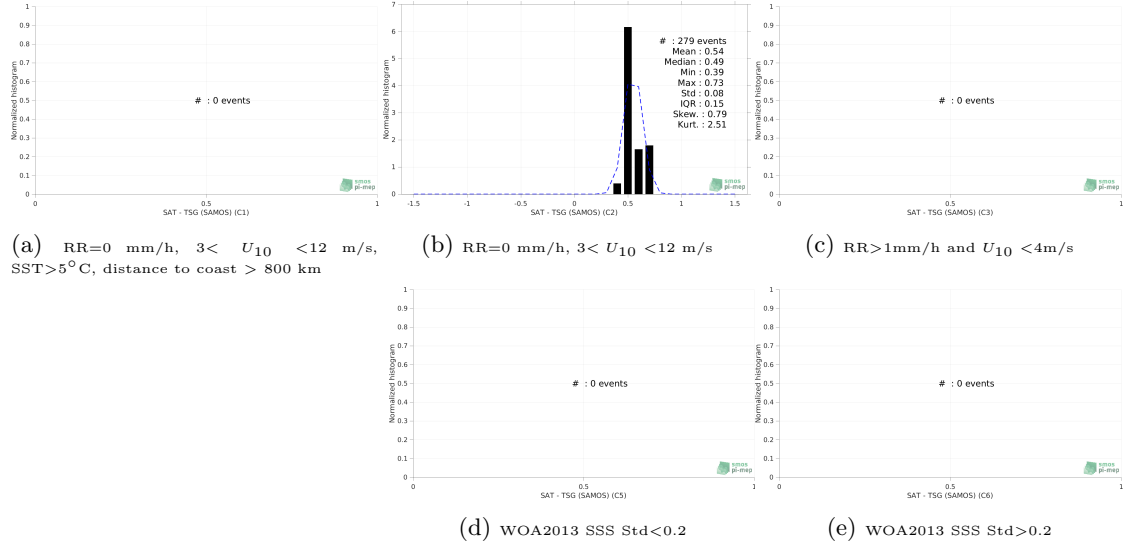 1
0.9
0.8
0.7
0.6
0.5
0.4
0.3
0.2
0.1
0
Normalized histogram
# : 0 events
0 0.5 1
SAT - TSG (SAMOS) (C1)
smos
pi-mep
(a) RR=0 mm/h, 3< U10 <12 m/s,
SST>5°C, distance to coast > 800 km
7
6
5
4
3
2
1
0
Normalized histogram
# : 279 events
Mean : 0.54
Median : 0.49
Min : 0.39
Max : 0.73
Std : 0.08
IQR : 0.15
Skew. : 0.79
Kurt. : 2.51
-1.5 -1 -0.5 0 0.5 1 1.5
SAT - TSG (SAMOS) (C2)
smos
pi-mep
(b) RR=0 mm/h, 3< U10 <12 m/s
1
0.9
0.8
0.7
0.6
0.5
0.4
0.3
0.2
0.1
0
Normalized histogram
# : 0 events
0 0.5 1
SAT - TSG (SAMOS) (C3)
smos
pi-mep
(c) RR>1mm/h and U10 <4m/s
1
0.9
0.8
0.7
0.6
0.5
0.4
0.3
0.2
0.1
0
Normalized histogram
# : 0 events
0 0.5 1
SAT - TSG (SAMOS) (C5)
smos
pi-mep
(d) WOA2013 SSS Std<0.2
1
0.9
0.8
0.7
0.6
0.5
0.4
0.3
0.2
0.1
0
Normalized histogram
# : 0 events
0 0.5 1
SAT - TSG (SAMOS) (C6)
smos
pi-mep
(e) WOA2013 SSS Std>0.2